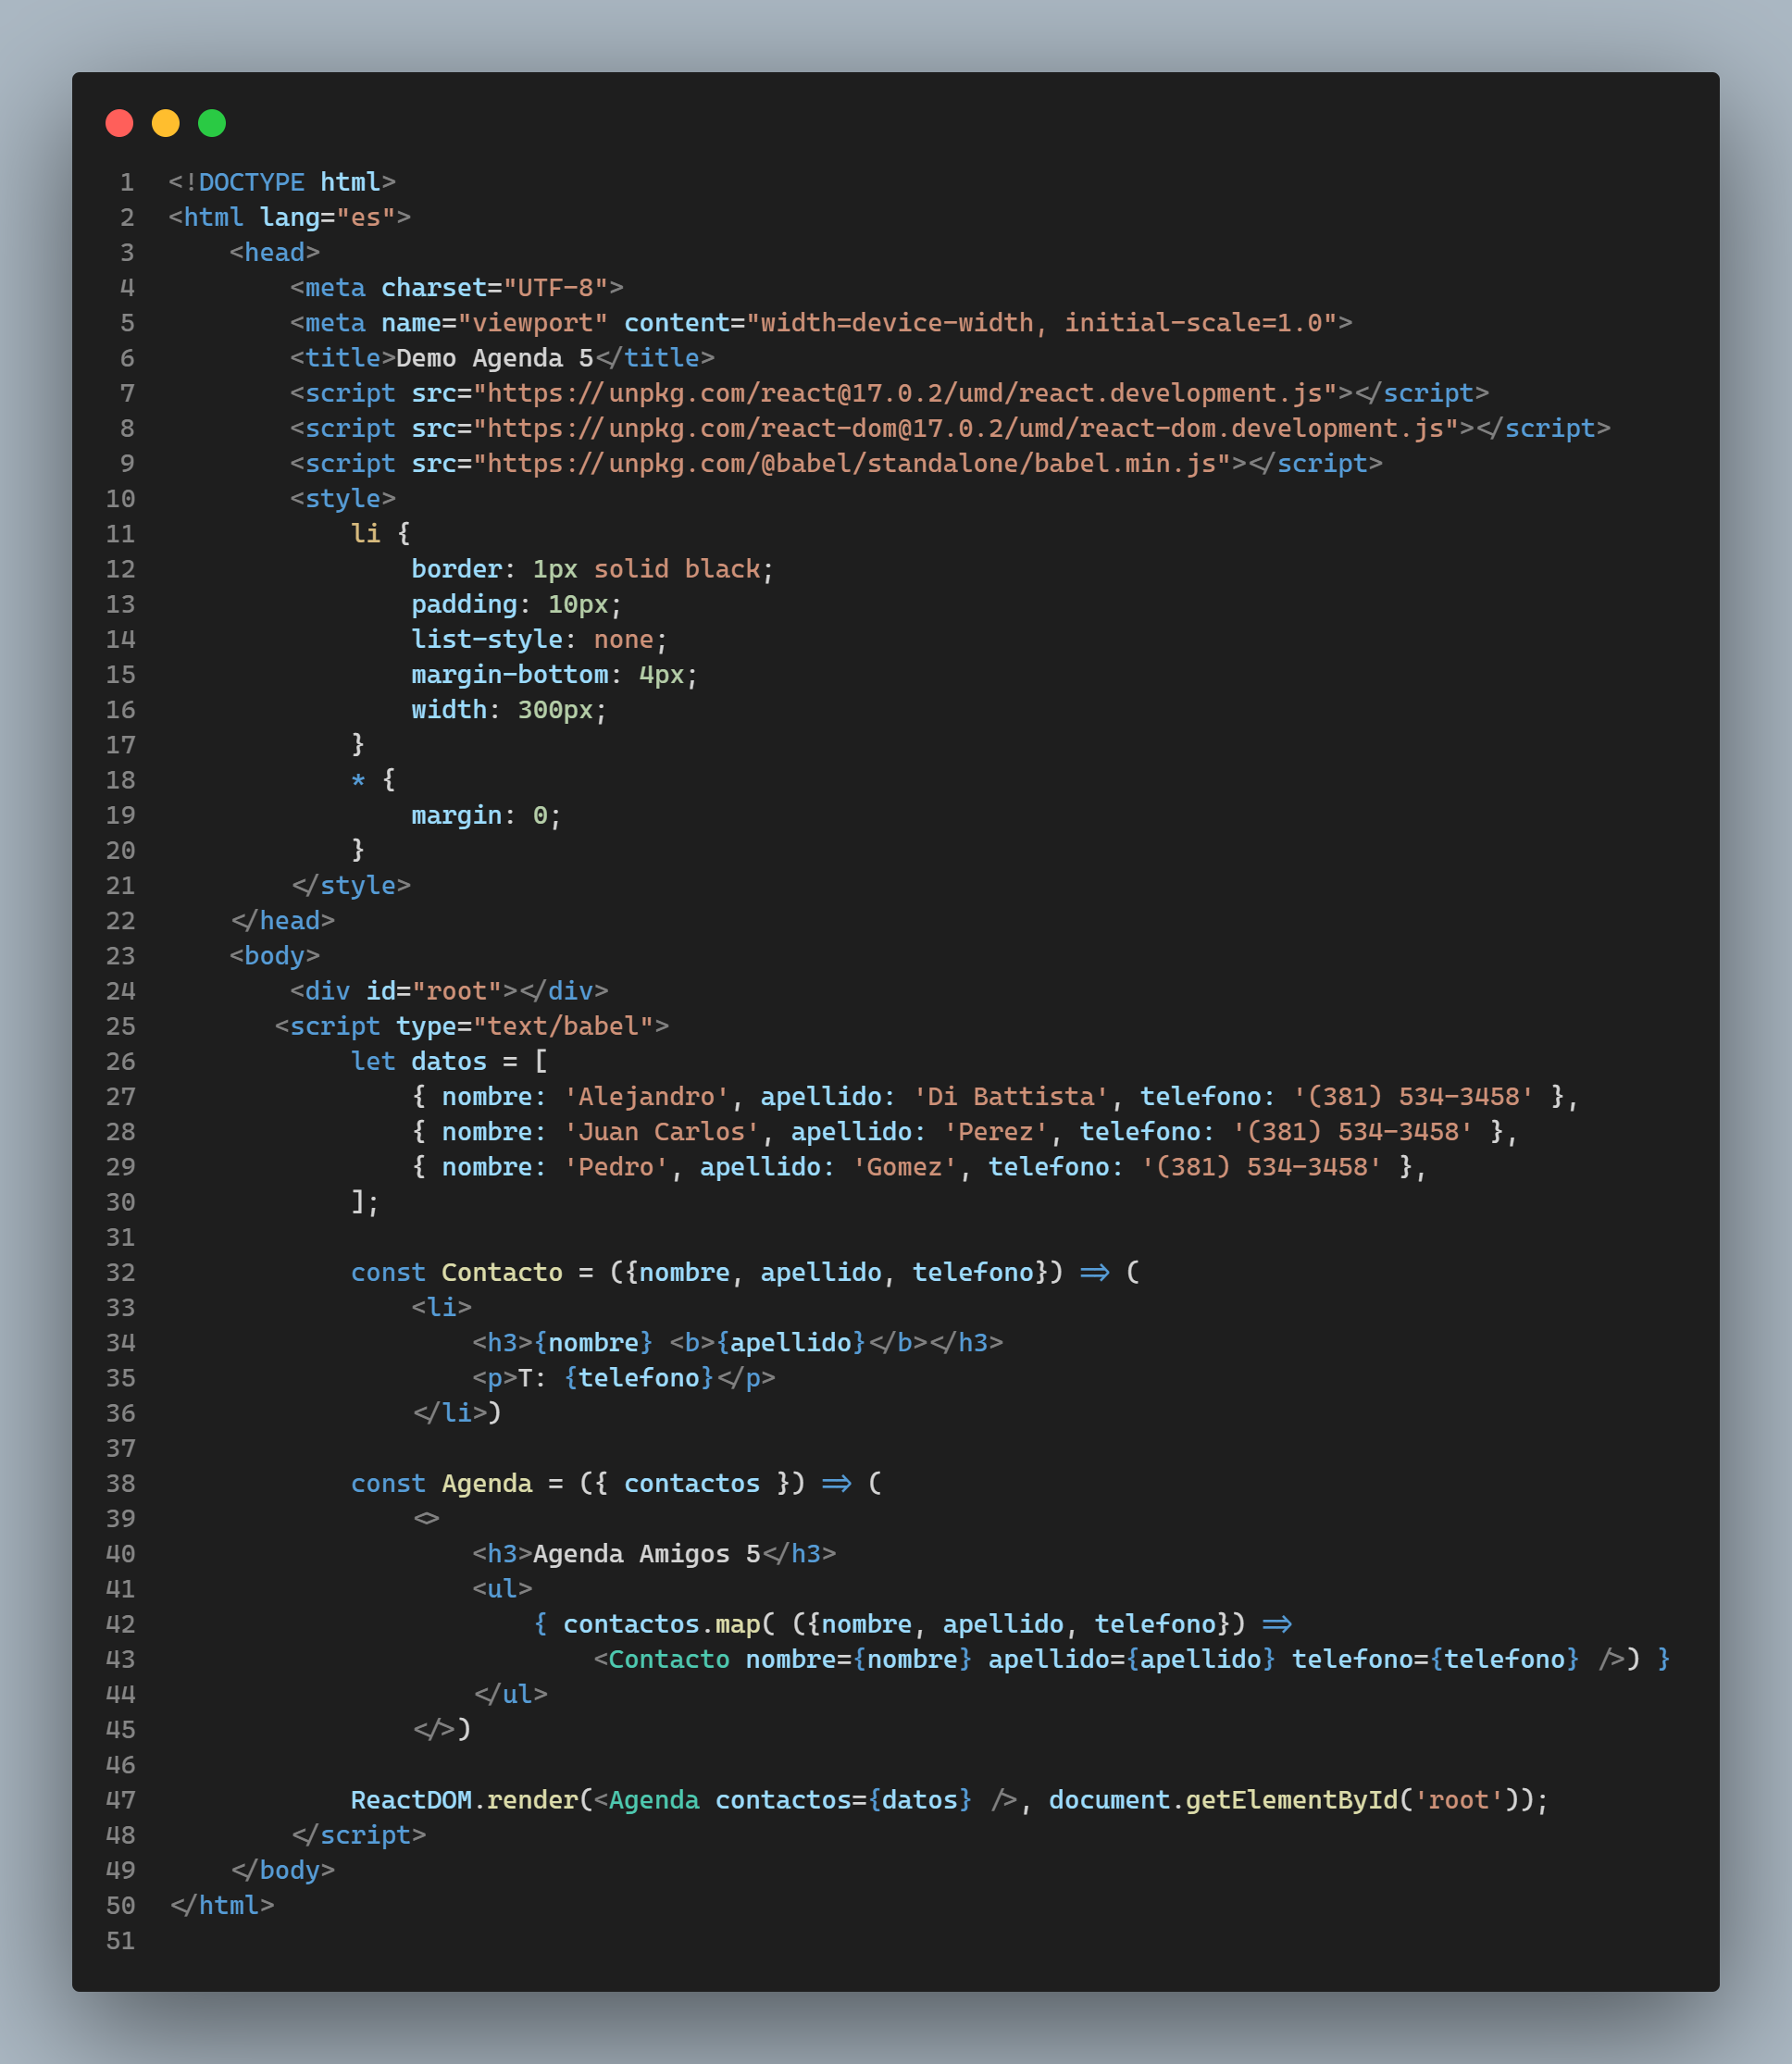 1 <!DOCTYPE html>
2 <html lang="es">
3     <head>
4         <meta charset="UTF-8">
5         <meta name="viewport" content="width=device-width, initial-scale=1.0">
6         <title>Demo Agenda 5</title>
7         <script src="https://unpkg.com/react@17.0.2/umd/react.development.js"></script>
8         <script src="https://unpkg.com/react-dom@17.0.2/umd/react-dom.development.js"></script>
9         <script src="https://unpkg.com/@babel/standalone/babel.min.js"></script>
10         <style>
11             li {
12                 border: 1px solid black;
13                 padding: 10px;
14                 list-style: none;
15                 margin-bottom: 4px;
16                 width: 300px;
17             }
18             * {
19                 margin: 0;
20             }
21         </style>
22     </head>
23     <body>
24         <div id="root"></div>
25        <script type="text/babel">
26             let datos = [
27                 { nombre: 'Alejandro', apellido: 'Di Battista', telefono: '(381) 534-3458' },
28                 { nombre: 'Juan Carlos', apellido: 'Perez', telefono: '(381) 534-3458' },
29                 { nombre: 'Pedro', apellido: 'Gomez', telefono: '(381) 534-3458' },
30             ];
31
32             const Contacto = ({nombre, apellido, telefono}) => (
33                 <li>
34                     <h3>{nombre} <b>{apellido}</b></h3>
35                     <p>T: {telefono}</p>
36                 </li>)
37
38             const Agenda = ({ contactos }) => (
39                 <>
40                     <h3>Agenda Amigos 5</h3>
41                     <ul>
42                         { contactos.map( ({nombre, apellido, telefono}) =>
43                             <Contacto nombre={nombre} apellido={apellido} telefono={telefono} />) }
44                     </ul>
45                 </>)
46
47             ReactDOM.render(<Agenda contactos={datos} />, document.getElementById('root'));
48         </script>
49     </body>
50 </html>
51